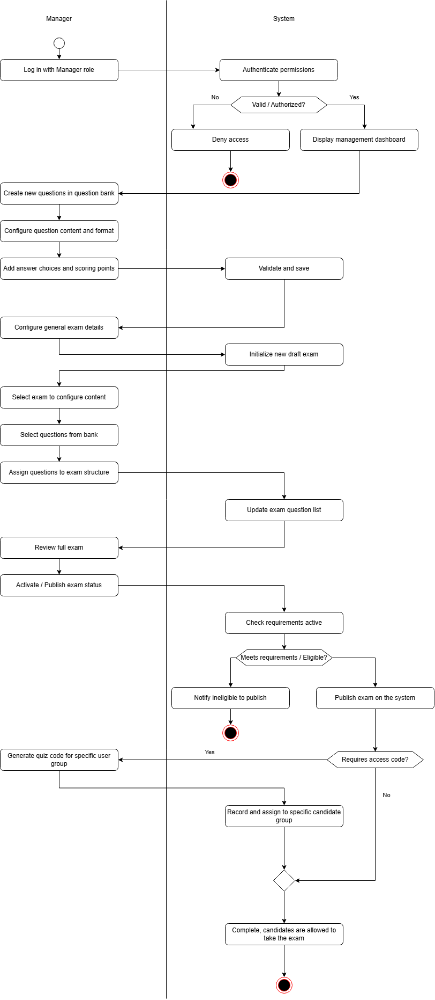 Manager
System
Log in with Manager role
Authenticate permissions
No
Yes
Valid / Authorized?
Deny access
Display management dashboard
Create new questions in question bank
Configure question content and format
Add answer choices and scoring points
Validate and save
Configure general exam details
Initialize new draft exam
Select exam to configure content
Select questions from bank
Assign questions to exam structure
Update exam question list
Review full exam
Activate / Publish exam status
Check requirements active
Meets requirements / Eligible?
Notify ineligible to publish
Publish exam on the system
Generate quiz code for specific user
group
Yes
Requires access code?
No
Record and assign to specific candidate
group
Complete, candidates are allowed to
take the exam